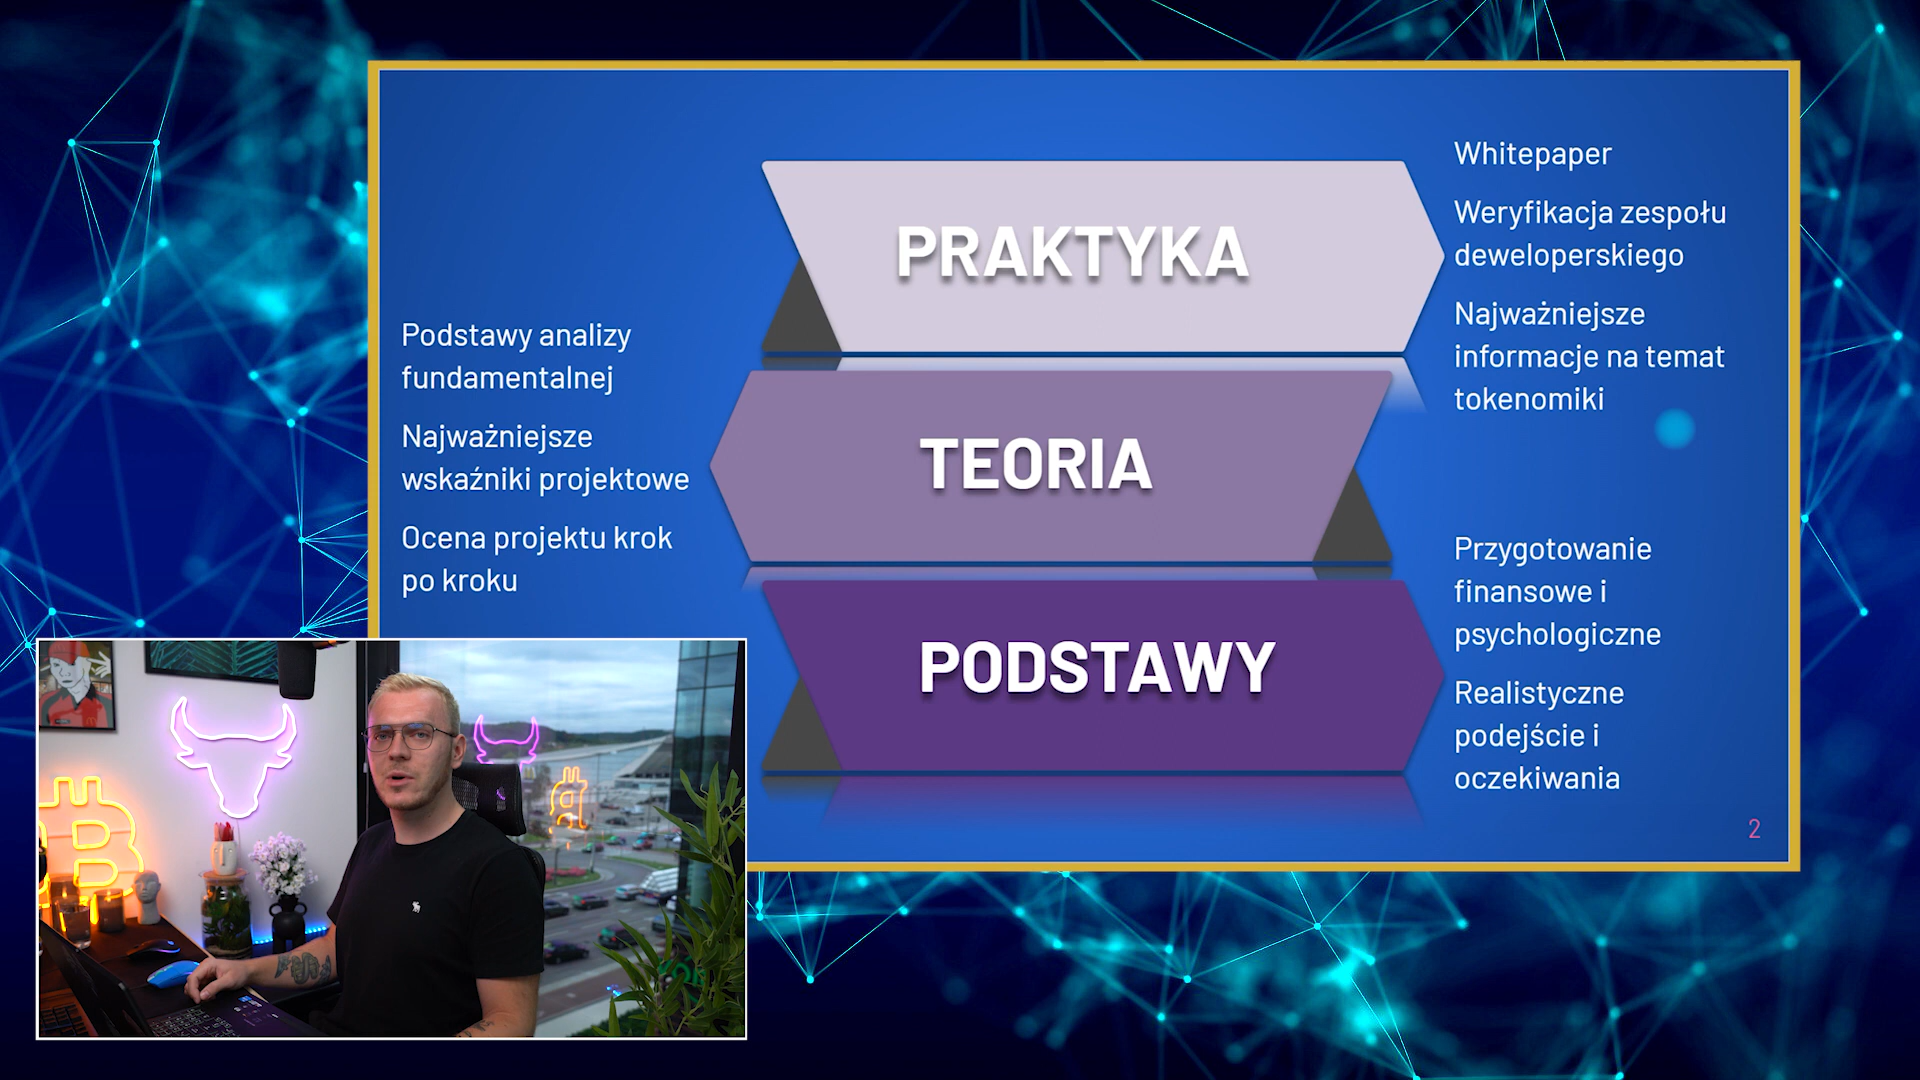 Whitepaper
Weryfikacja zespołu
deweloperskiego
Najważniejsze
informacje na temat
tokenomiki
PRAKTYKA
Podstawy analizy
fundamentalnej
Najważniejsze
wskaźniki projektowe
Ocena projektu krok
po kroku
TEORIA
Przygotowanie
finansowe i
psychologiczne
Realistyczne
podejście i
oczekiwania
PODSTAWY
2